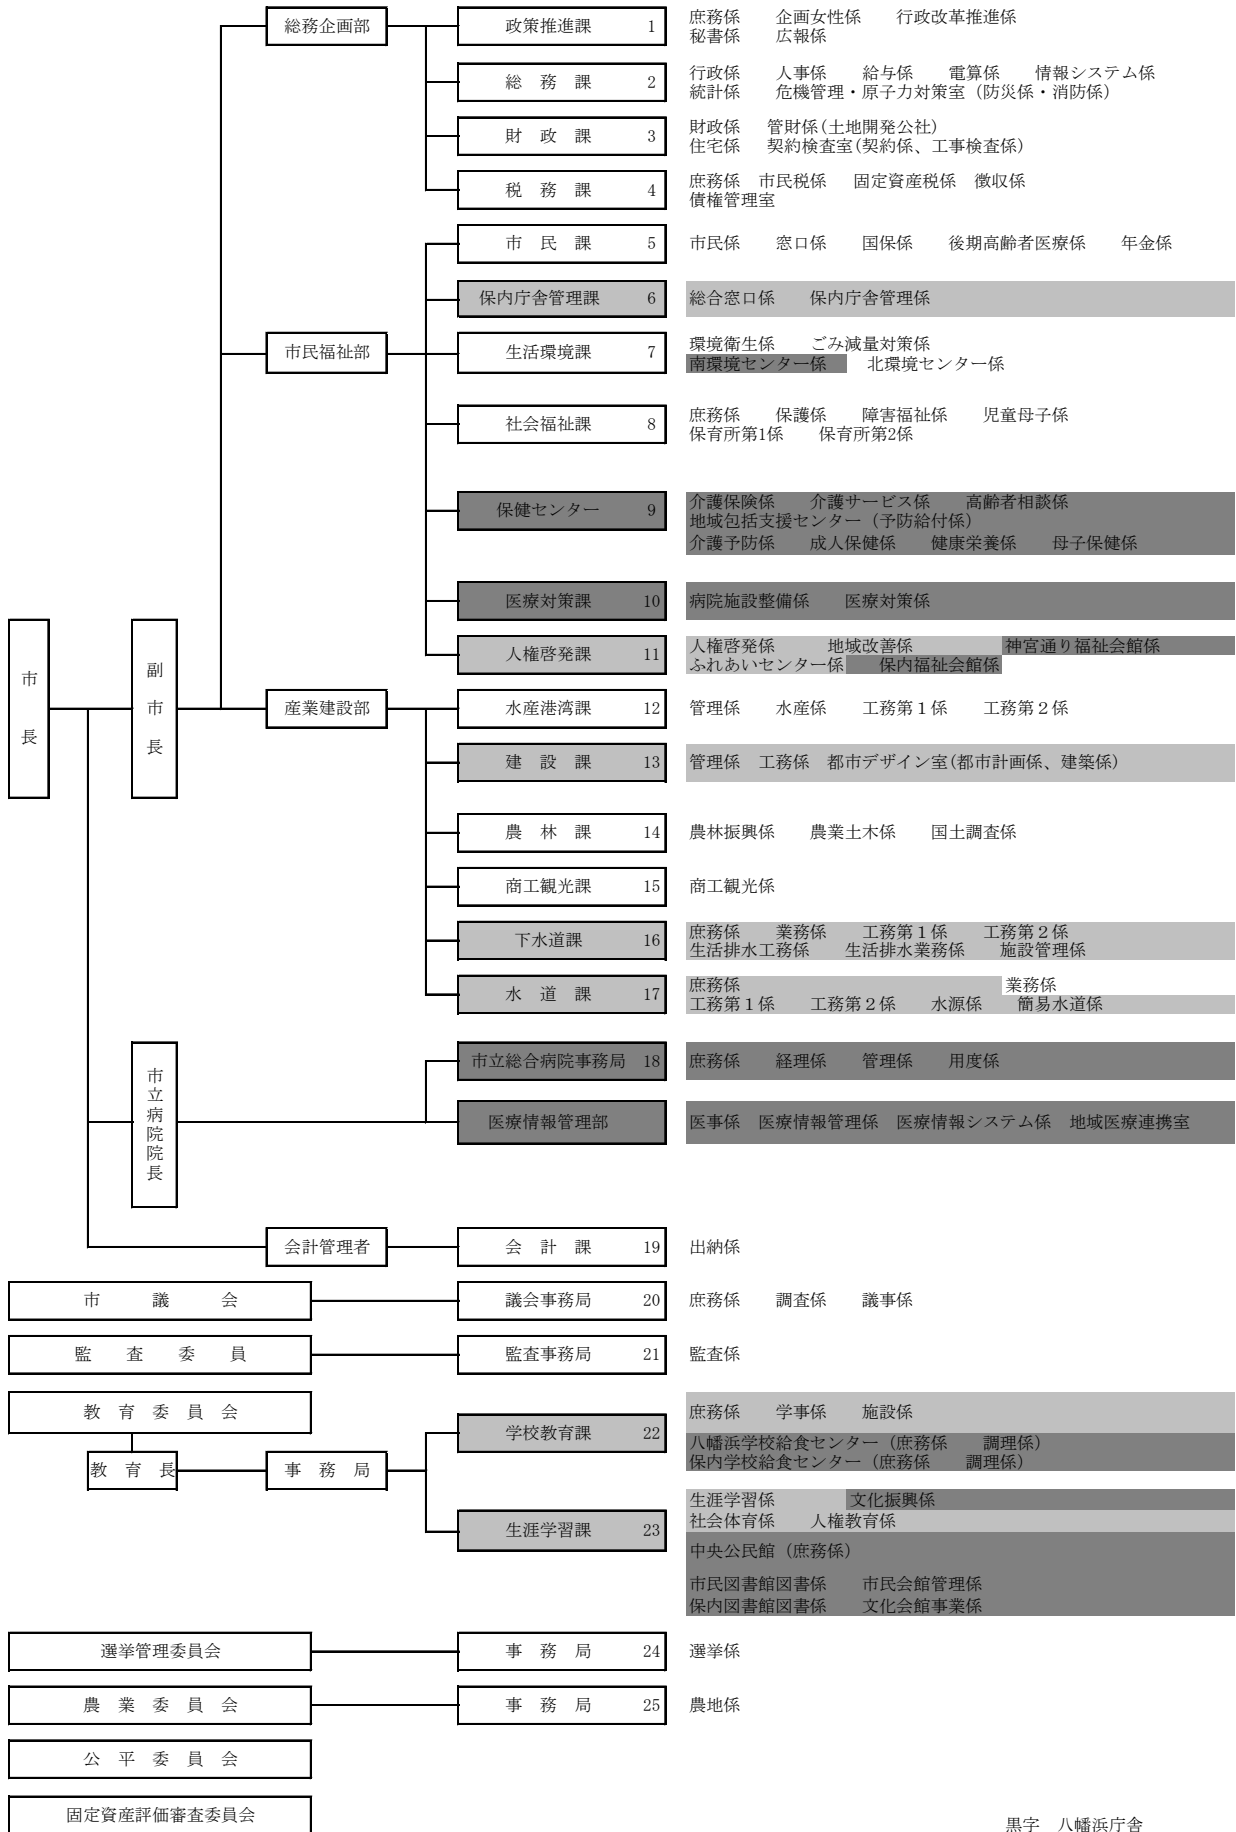 総務企画部
政策推進課 1
庶務係 企画女性係 行政改革推進係
秘書係 広報係
総務課 2
行政係 人事係 給与係 電算係 情報システム係
統計係 危機管理・原子力対策室（防災係・消防係）
財政課 3
財政係 管財係(土地開発公社)
住宅係 契約検査室(契約係、工事検査係)
税務課 4
庶務係 市民税係 固定資産税係 徴収係
債権管理室
市民課 5
市民係 窓口係 国保係 後期高齢者医療係 年金係
保内庁舎管理課 6
総合窓口係 保内庁舎管理係
市民福祉部
生活環境課 7
環境衛生係 ごみ減量対策係
南環境センター係 北環境センター係
社会福祉課 8
庶務係 保護係 障害福祉係 児童母子係
保育所第1係 保育所第2係
保健センター 9
介護保険係 介護サービス係 高齢者相談係
地域包括支援センター（予防給付係）
介護予防係 成人保健係 健康栄養係 母子保健係
医療対策課 10
病院施設整備係 医療対策係
人権啓発課 11
人権啓発係 地域改善係 神宮通り福祉会館係
ふれあいセンター係 保内福祉会館係
市長
副市長
産業建設部
水産港湾課 12
管理係 水産係 工務第１係 工務第２係
建設課 13
管理係 工務係 都市デザイン室(都市計画係、建築係)
農林課 14
農林振興係 農業土木係 国土調査係
商工観光課 15
商工観光係
下水道課 16
庶務係 業務係 工務第１係 工務第２係
生活排水工務係 生活排水業務係 施設管理係
水道課 17
庶務係 業務係
工務第１係 工務第２係 水源係 簡易水道係
市立病院院長
市立総合病院事務局 18
庶務係 経理係 管理係 用度係
医療情報管理部
医事係 医療情報管理係 医療情報システム係 地域医療連携室
会計管理者
会計課 19
出納係
市議会
議会事務局 20
庶務係 調査係 議事係
監査委員
監査事務局 21
監査係
教育委員会
教育長
事務局
学校教育課 22
庶務係 学事係 施設係
八幡浜学校給食センター（庶務係 調理係）
保内学校給食センター（庶務係 調理係）
生涯学習課 23
生涯学習係 文化振興係
社会体育係 人権教育係
中央公民館（庶務係）
市民図書館図書係 市民会館管理係
保内図書館図書係 文化会館事業係
選挙管理委員会
事務局 24
選挙係
農業委員会
事務局 25
農地係
公平委員会
固定資産評価審査委員会
黒字 八幡浜庁舎